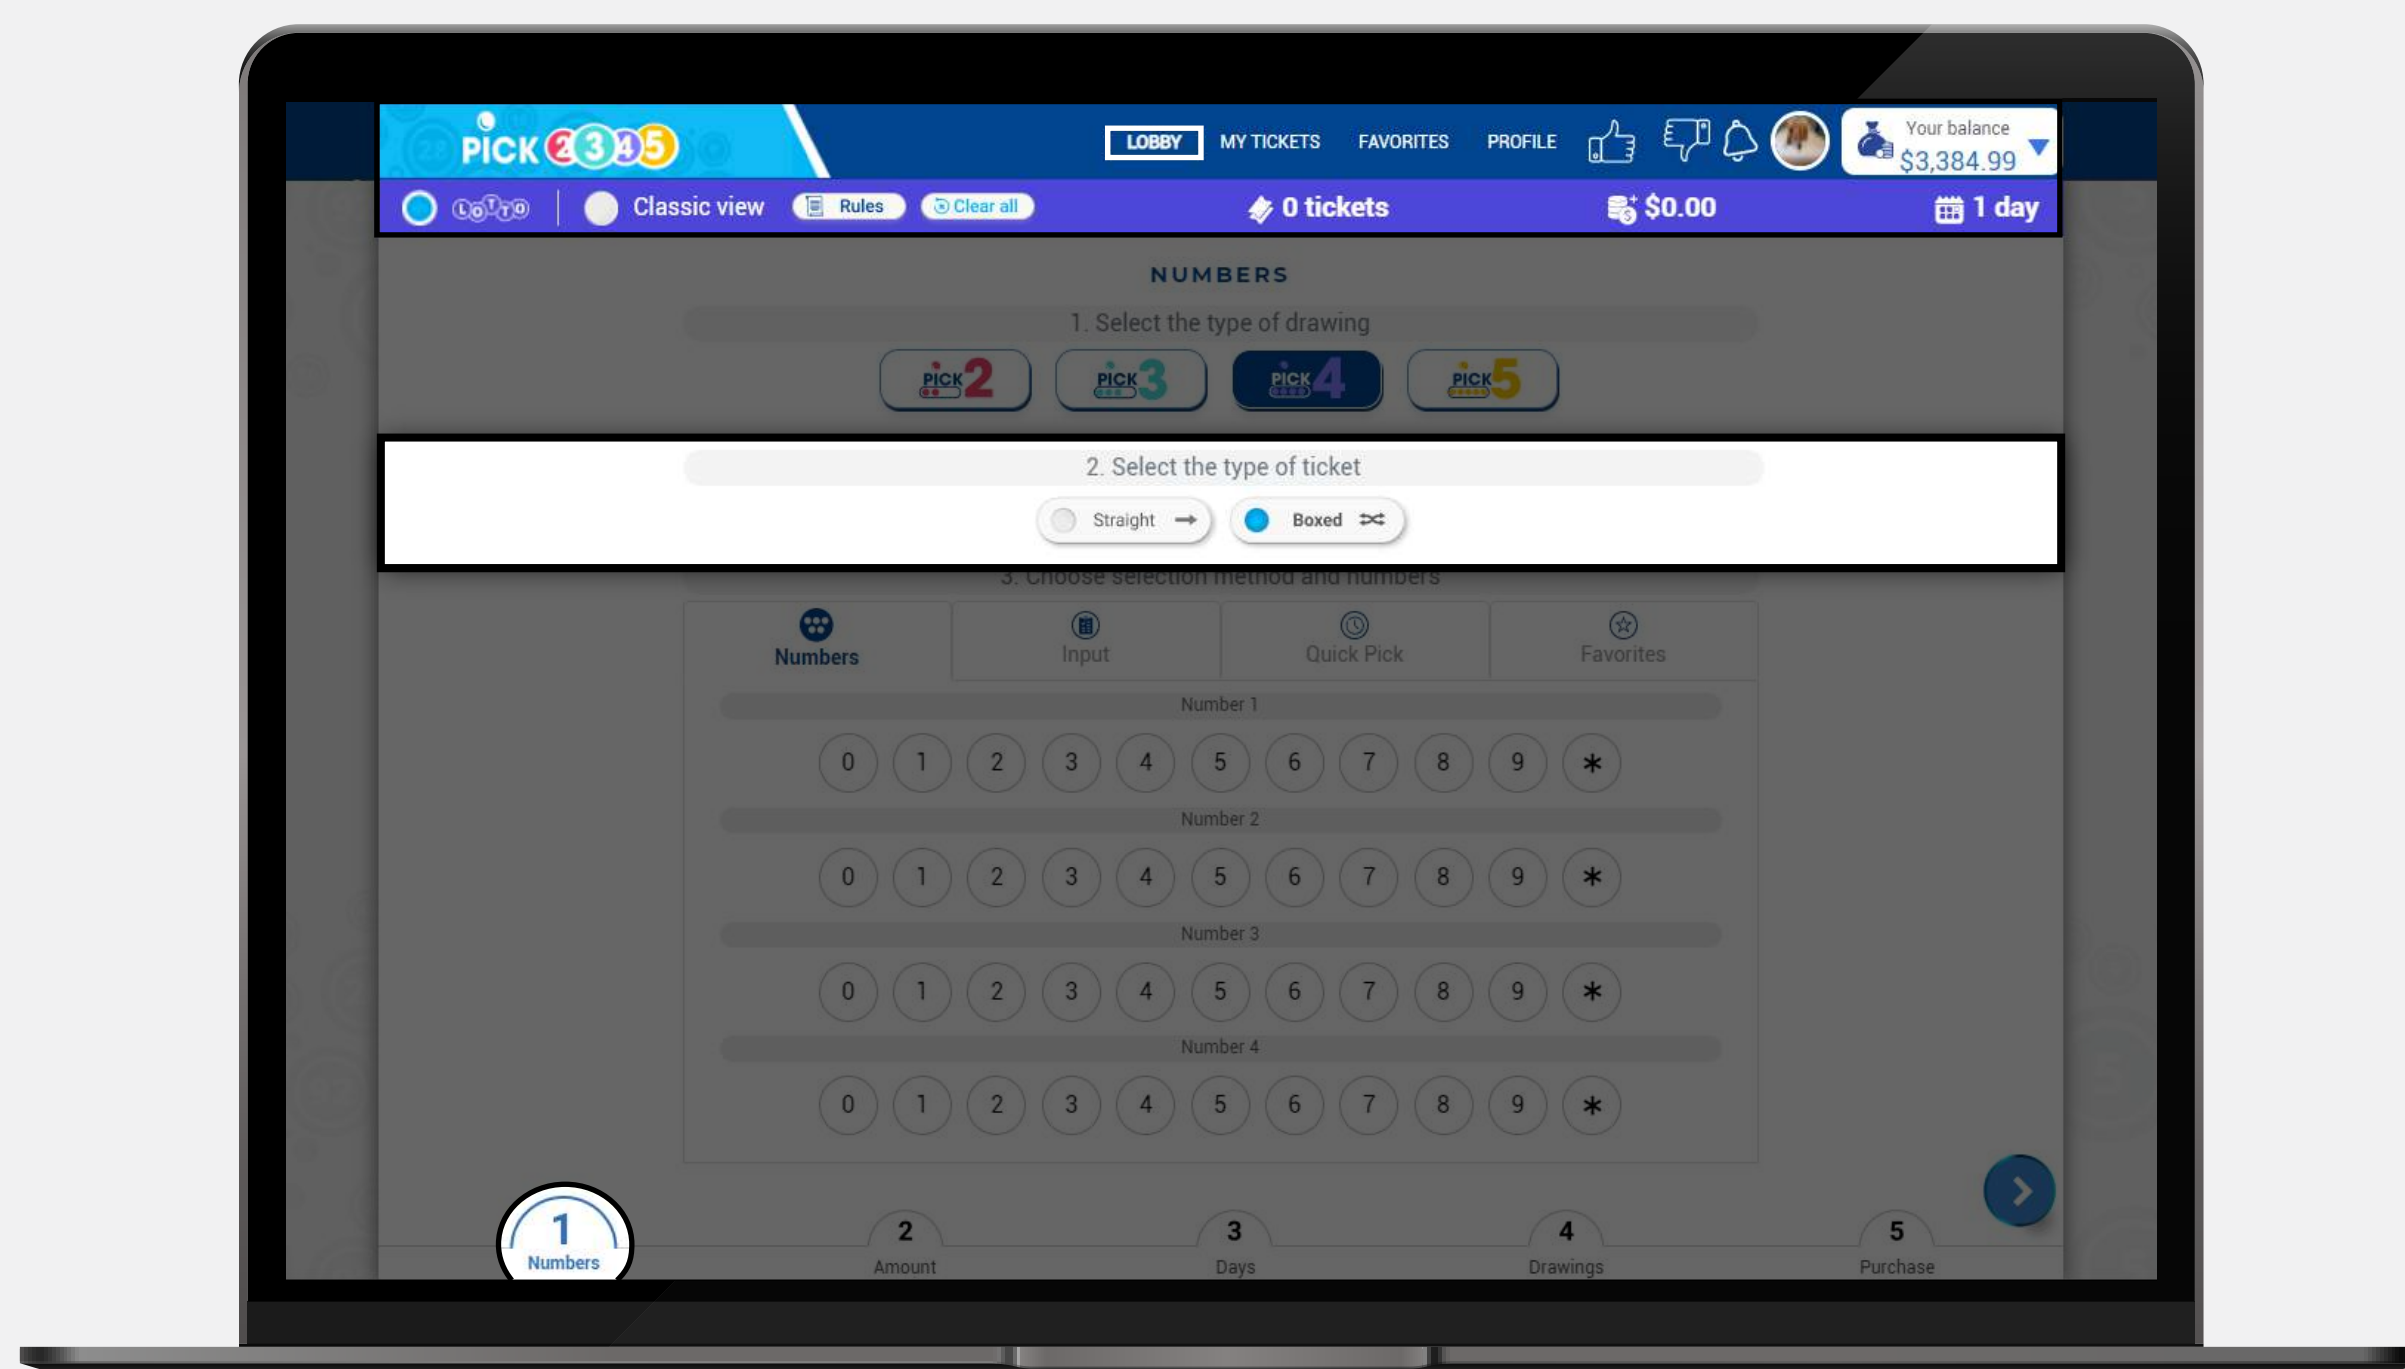 PiCK 2 3 4 5
LOBBY MY TICKETS FAVORITES PROFILE
Your balance
$3,384.99
LOTTO Classic view Rules Clear all 0 tickets $0.00 1 day
NUMBERS
1. Select the type of drawing
PiCK 2 PiCK 3 PiCK 4 PiCK 5
2. Select the type of ticket
Straight Boxed
3. Choose selection method and numbers
Numbers Input Quick Pick Favorites
Number 1
0 1 2 3 4 5 6 7 8 9 *
Number 2
0 1 2 3 4 5 6 7 8 9 *
Number 3
0 1 2 3 4 5 6 7 8 9 *
Number 4
0 1 2 3 4 5 6 7 8 9 *
1 2 3 4 5
Numbers Amount Days Drawings Purchase